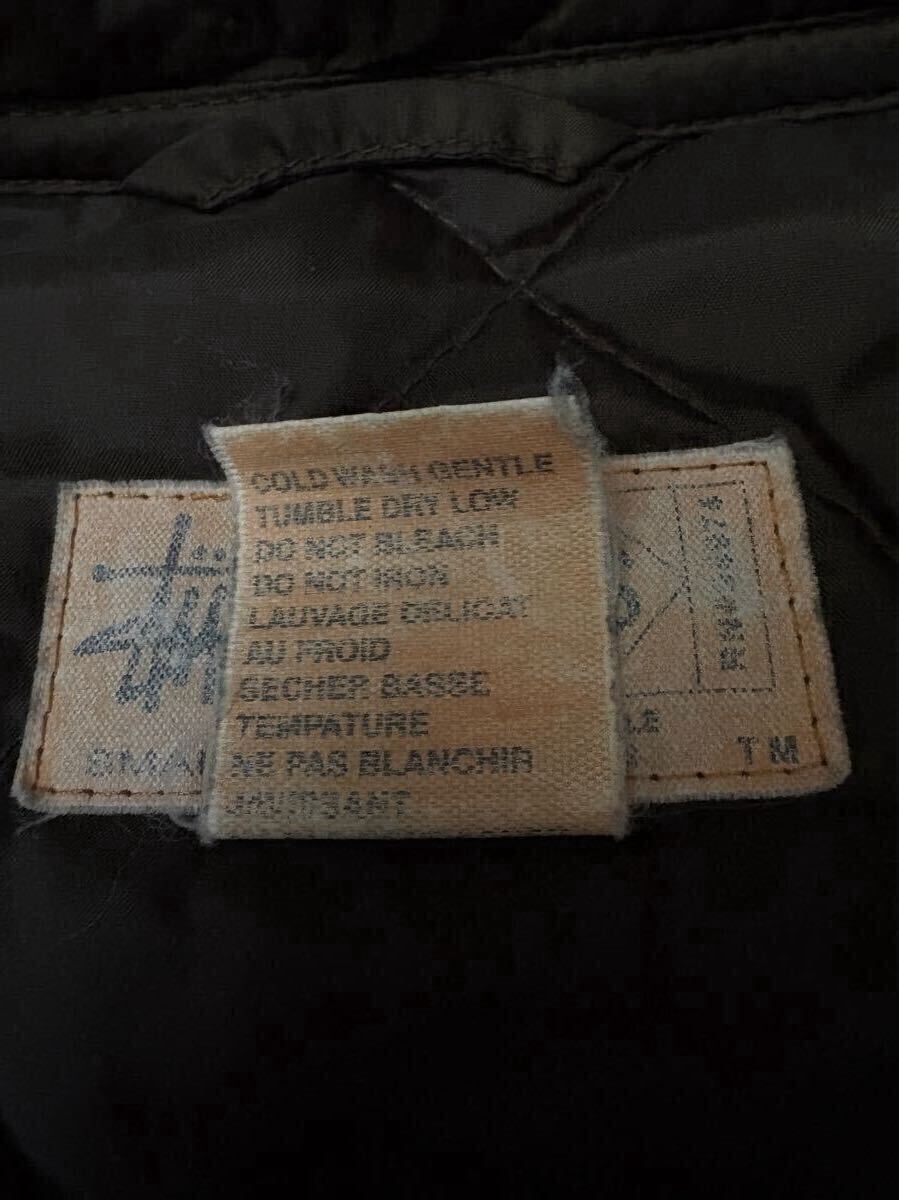 COLD WASH GENTLE
TUMBLE DRY LOW
DO NOT BLEACH
DO NOT IRON
LAUVAGE DELICAT
AU FROID
SECHER BASSE
TEMPATURE
NE PAS BLANCHIR
TM